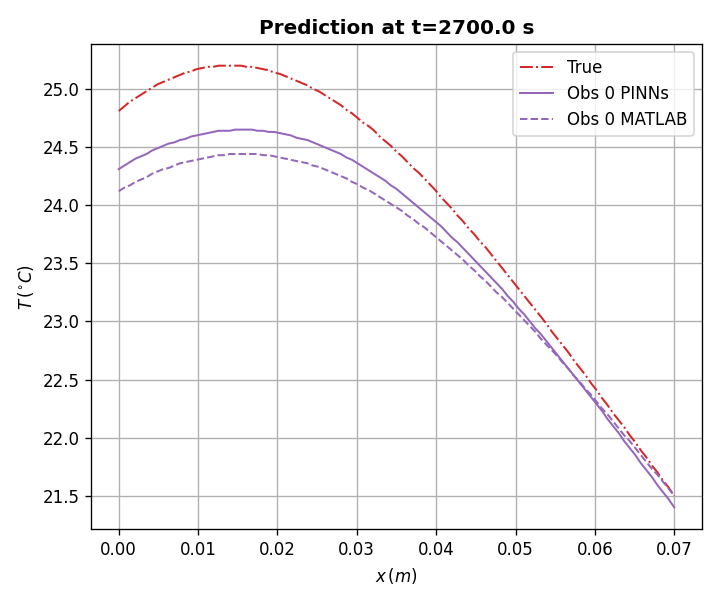 Prediction at t=2700.0 s
True
Obs 0 PINNs
Obs 0 MATLAB
25.0
24.5
24.0
23.5
23.0
22.5
22.0
21.5
T (°C)
0.00 0.01 0.02 0.03 0.04 0.05 0.06 0.07
x (m)